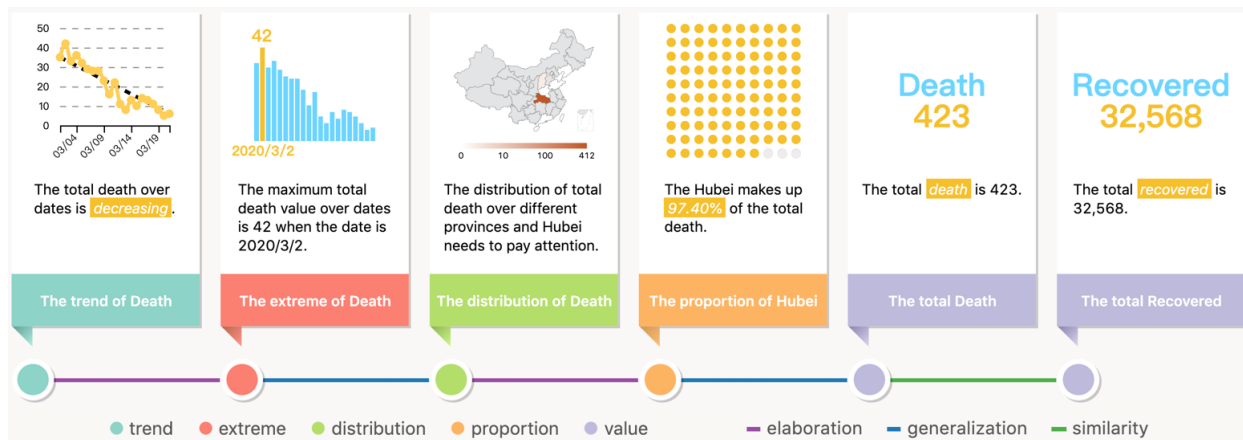 50
40
30
20
10
0
03/04
03/09
03/14
03/19
The total death over
dates is decreasing.
The trend of Death
42
2020/3/2
The maximum total
death value over dates
is 42 when the date is
2020/3/2.
The extreme of Death
0 10 100 412
The distribution of total
death over different
provinces and Hubei
needs to pay attention.
The distribution of Death
The Hubei makes up
97.40% of the total
death.
The proportion of Hubei
Death
423
The total death is 423.
The total Death
Recovered
32,568
The total recovered is
32,568.
The total Recovered
trend extreme distribution proportion value elaboration generalization similarity